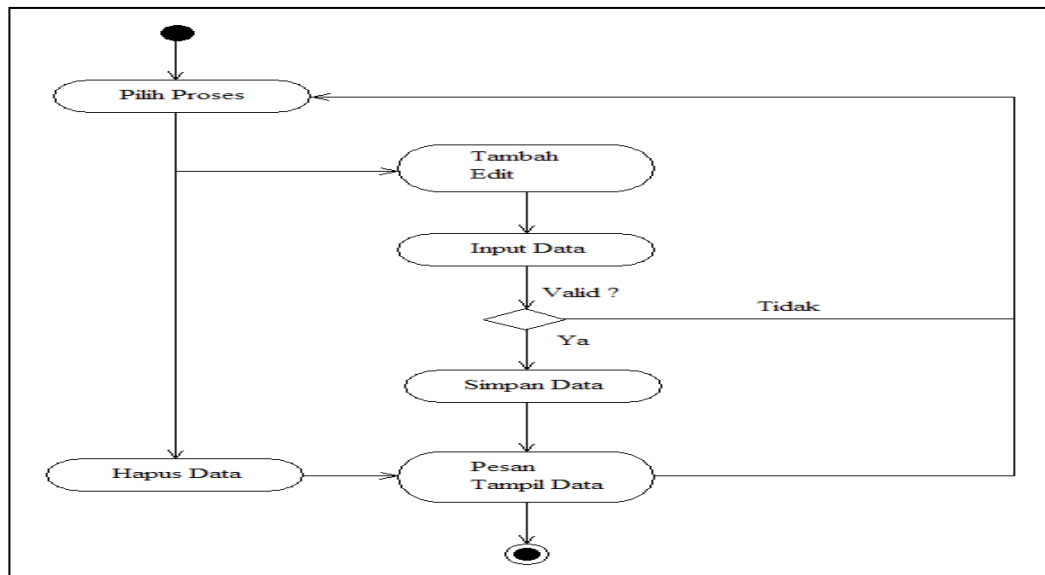 Pilih Proses
Tambah
Edit
Input Data
Valid ?
Tidak
Ya
Simpan Data
Hapus Data
Pesan
Tampil Data